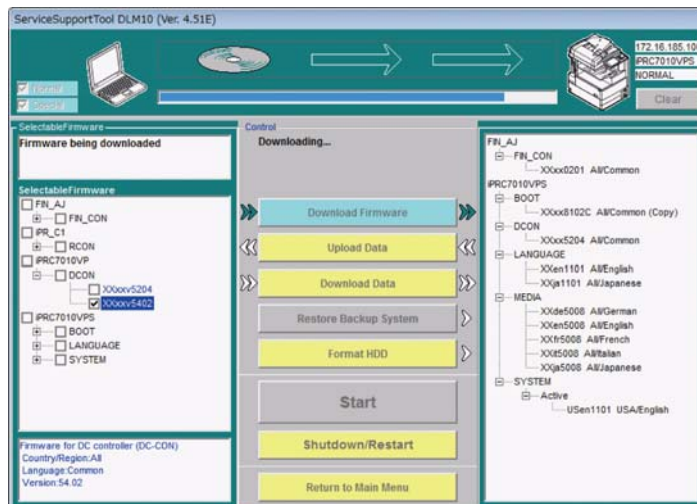 ServiceSupportTool DLM10 (Ver. 4.51E)
172.16.185.10
iPRC7010VPS
NORMAL
Normal
Special
Clear
SelectableFirmware
Firmware being downloaded
SelectableFirmware
FIN_AJ
FIN_CON
iPR_C1
RCON
iPRC7010VP
DCON
XXxxv5204
XXxxv5402
iPRC7010VPS
BOOT
LANGUAGE
SYSTEM
Firmware for DC controller (DC-CON)
Country/Region:All
Language:Common
Version:54.02
Control
Downloading...
Download Firmware
Upload Data
Download Data
Restore Backup System
Format HDD
Start
Shutdown/Restart
Return to Main Menu
FIN_AJ
FIN_CON
XXxx0201 All/Common
iPRC7010VPS
BOOT
XXxx8102C All/Common (Copy)
DCON
XXxx5204 All/Common
LANGUAGE
XXen1101 All/English
XXja1101 All/Japanese
MEDIA
XXde5008 All/German
XXen5008 All/English
XXfr5008 All/French
XXit5008 All/Italian
XXja5008 All/Japanese
SYSTEM
Active
USen1101 USA/English